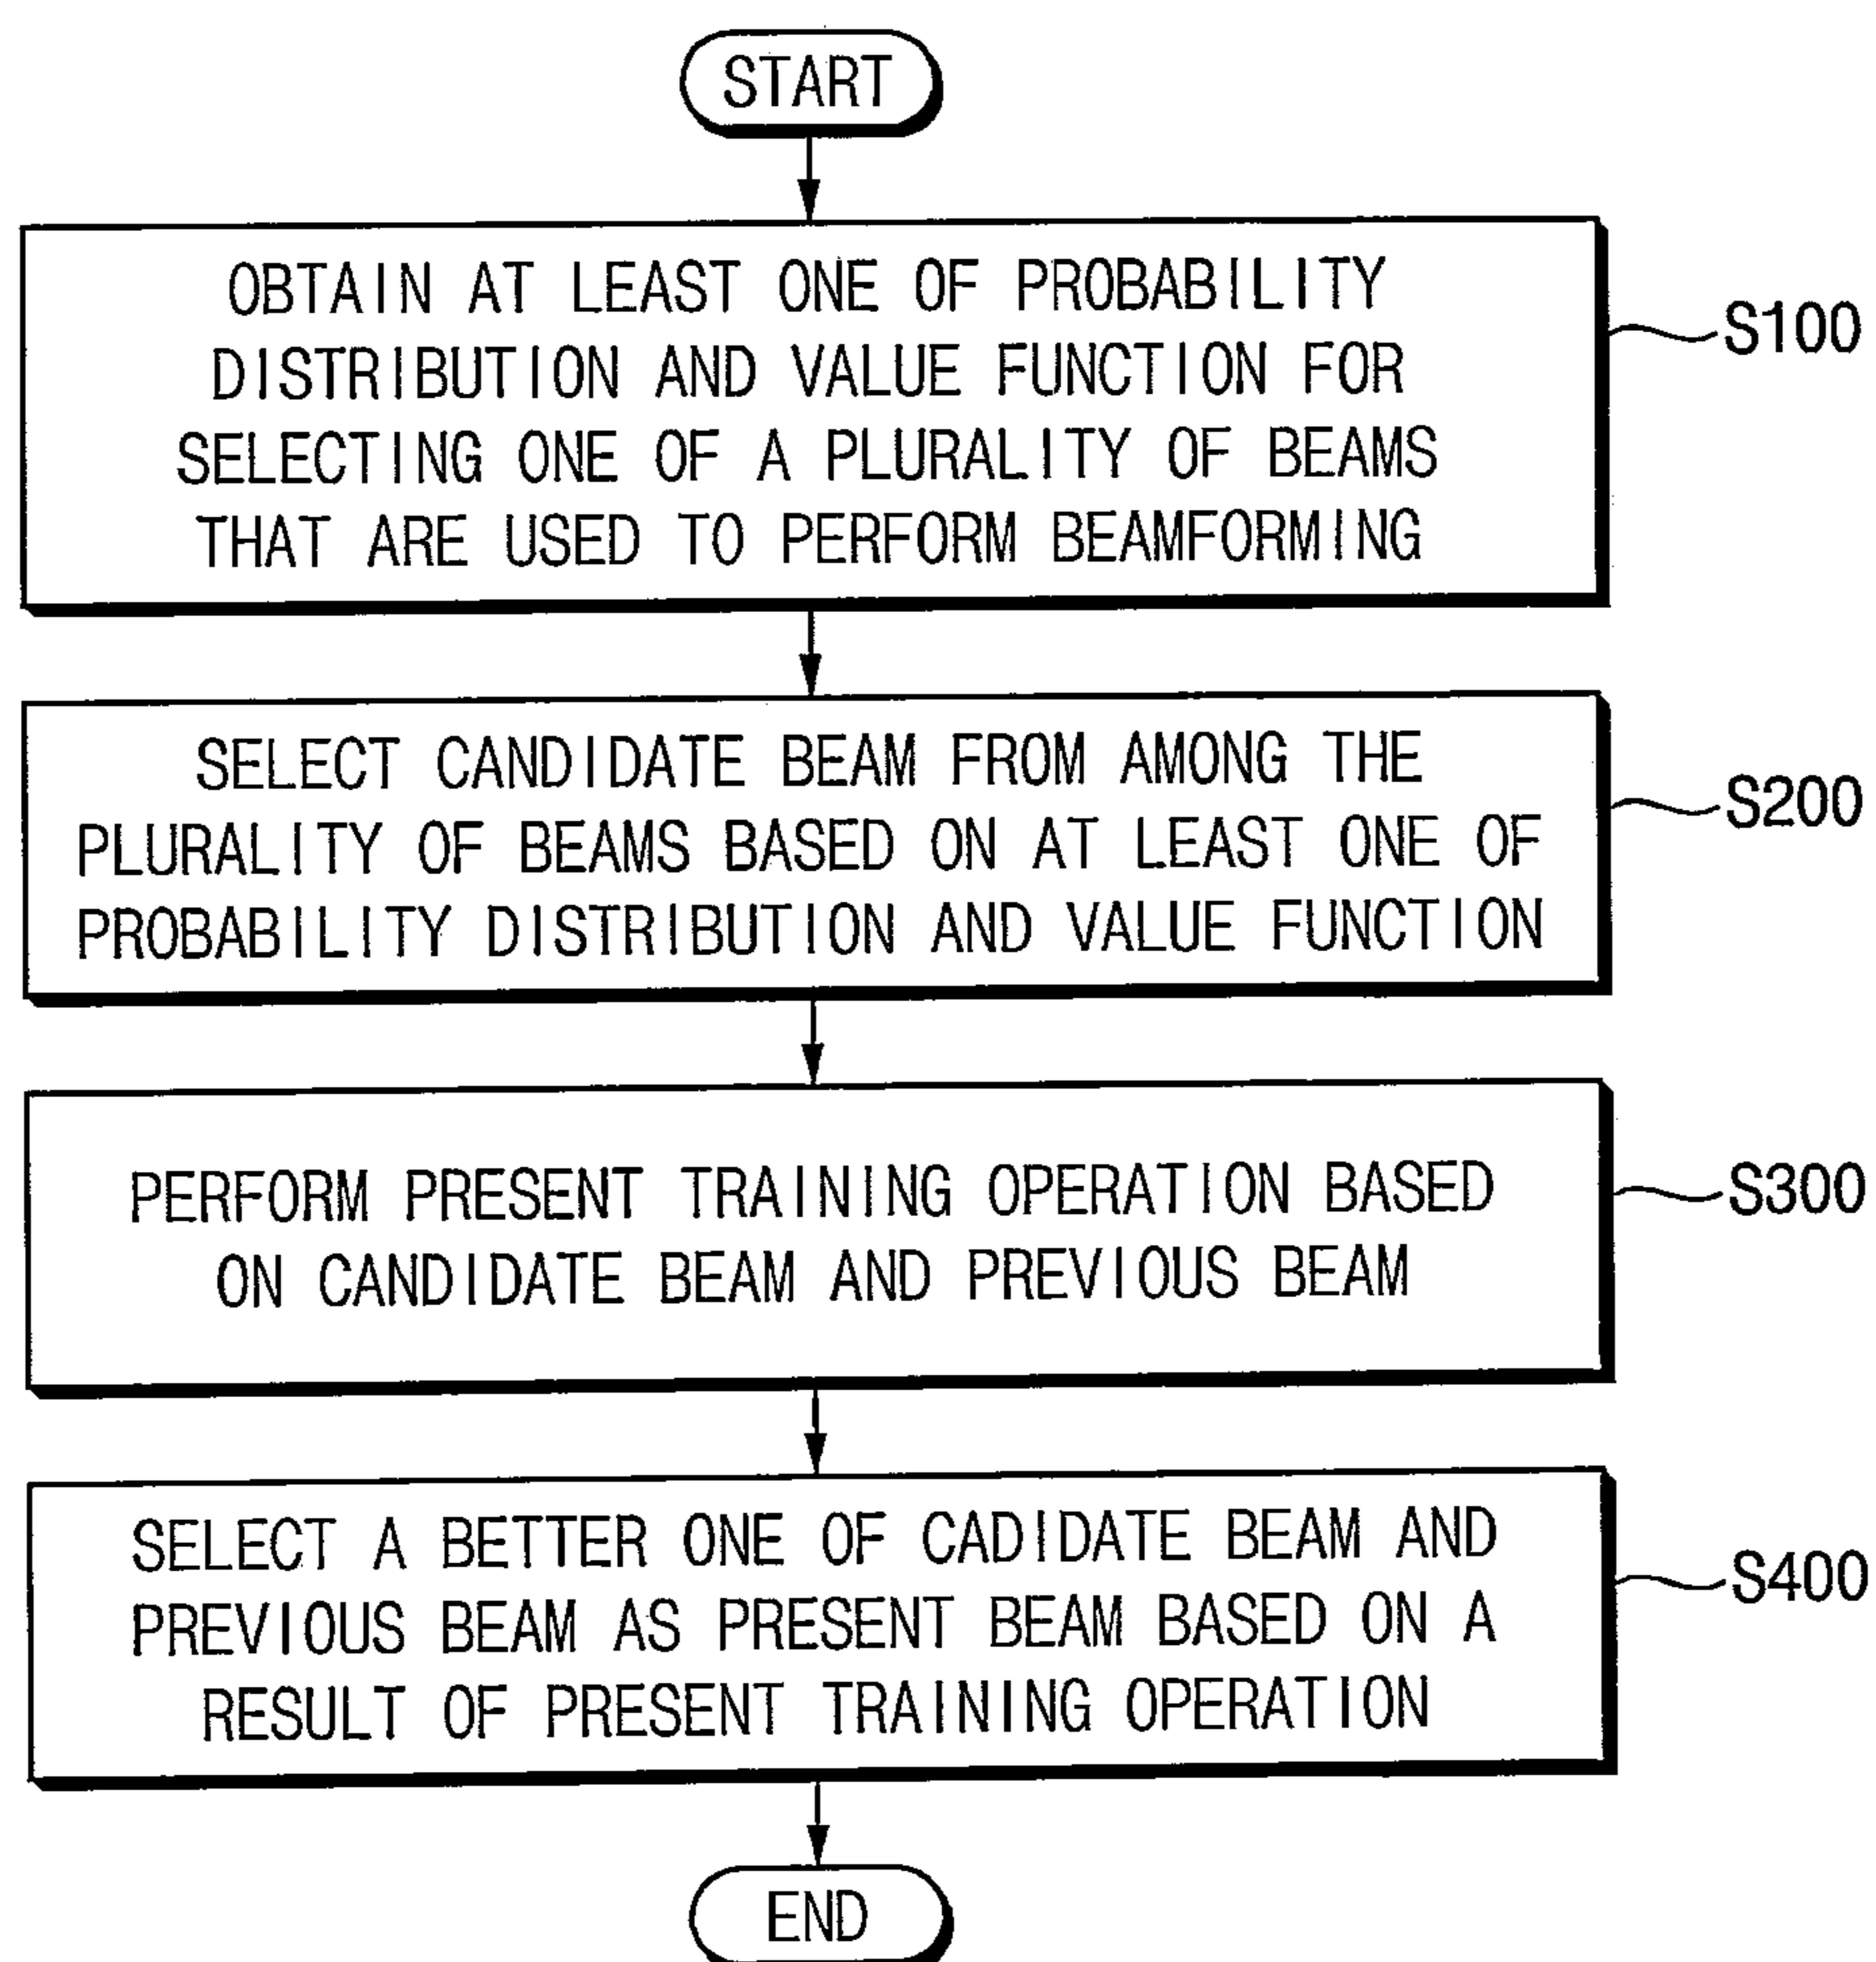 START
OBTAIN AT LEAST ONE OF PROBABILITY
DISTRIBUTION AND VALUE FUNCTION FOR
SELECTING ONE OF A PLURALITY OF BEAMS
THAT ARE USED TO PERFORM BEAMFORMING
S100
SELECT CANDIDATE BEAM FROM AMONG THE
PLURALITY OF BEAMS BASED ON AT LEAST ONE OF
PROBABILITY DISTRIBUTION AND VALUE FUNCTION
S200
PERFORM PRESENT TRAINING OPERATION BASED
ON CANDIDATE BEAM AND PREVIOUS BEAM
S300
SELECT A BETTER ONE OF CADIDATE BEAM AND
PREVIOUS BEAM AS PRESENT BEAM BASED ON A
RESULT OF PRESENT TRAINING OPERATION
S400
END